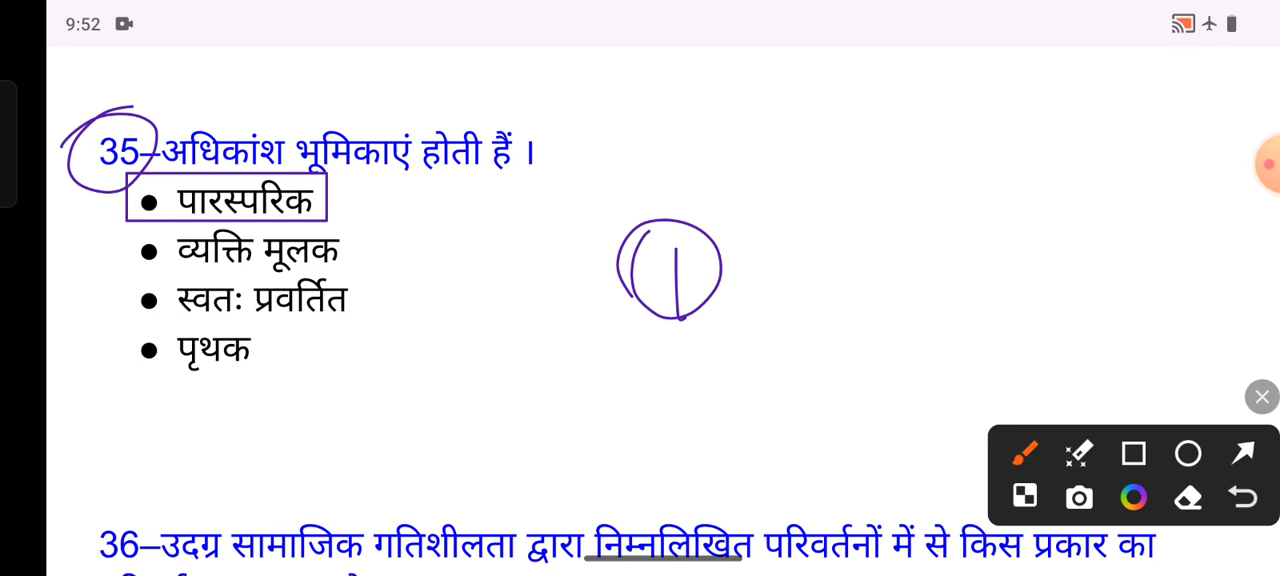 9:52
35–अधिकांश भूमिकाएं होती हैं ।
● पारस्परिक
● व्यक्ति मूलक
● स्वतः प्रवर्तित
● पृथक
1
36–उदग्र सामाजिक गतिशीलता द्वारा निम्नलिखित परिवर्तनों में से किस प्रकार का